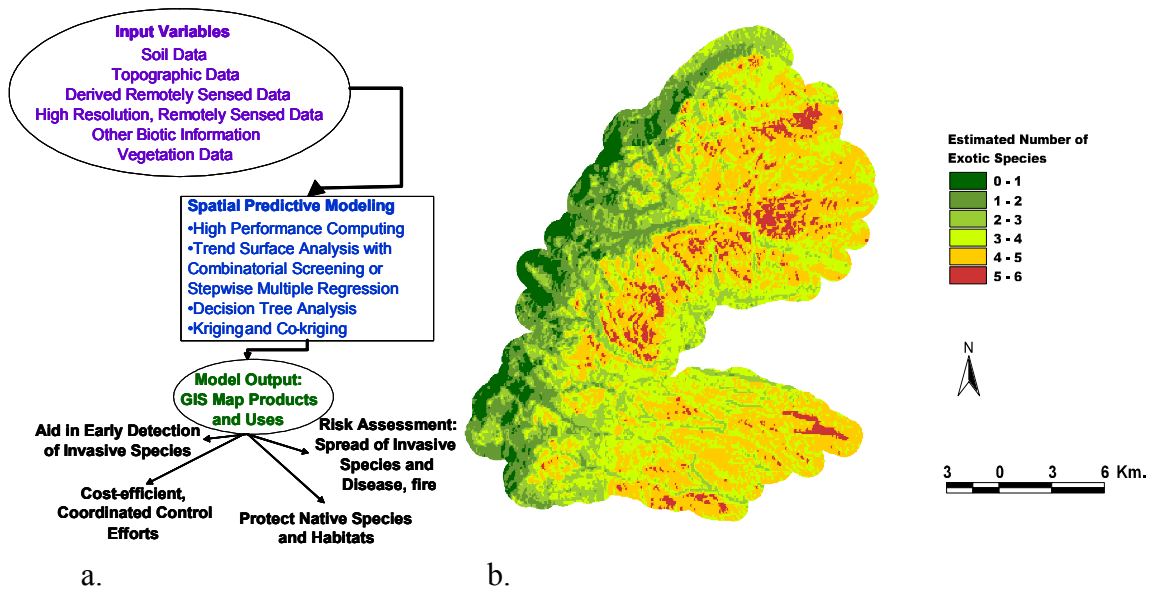 Input Variables
Soil Data
Topographic Data
Derived Remotely Sensed Data
High Resolution, Remotely Sensed Data
Other Biotic Information
Vegetation Data
Spatial Predictive Modeling
•High Performance Computing
•Trend Surface Analysis with
Combinatorial Screening or
Stepwise Multiple Regression
•Decision Tree Analysis
•Kriging and Co-kriging
Model Output:
GIS Map Products
and Uses
Aid in Early Detection
of Invasive Species
Risk Assessment:
Spread of Invasive
Species and
Disease, fire
Cost-efficient,
Coordinated Control
Efforts
Protect Native Species
and Habitats
a.
Estimated Number of
Exotic Species
0 - 1
1 - 2
2 - 3
3 - 4
4 - 5
5 - 6
N
3 0 3 6 Km.
b.